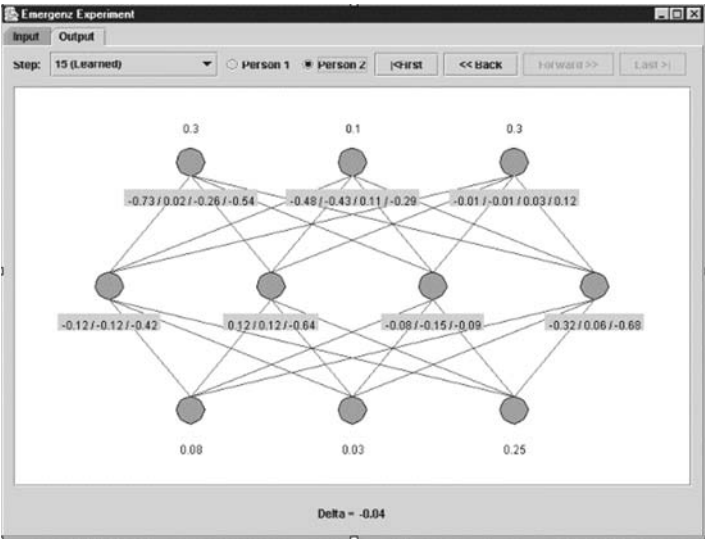 Emergenz Experiment
Input Output
Step: 15 (Learned) Person 1 Person 2 |<First << Back Forward >> Last >|
0.3 0.1 0.3
-0.73 / 0.02 / -0.26 / -0.54 -0.48 / -0.43 / 0.11 / -0.29 -0.01 / -0.01 / 0.03 / 0.12
-0.12 / -0.12 / -0.42 0.12 / 0.12 / -0.64 -0.08 / -0.15 / -0.09 -0.32 / 0.06 / -0.68
0.08 0.03 0.25
Delta = -0.04